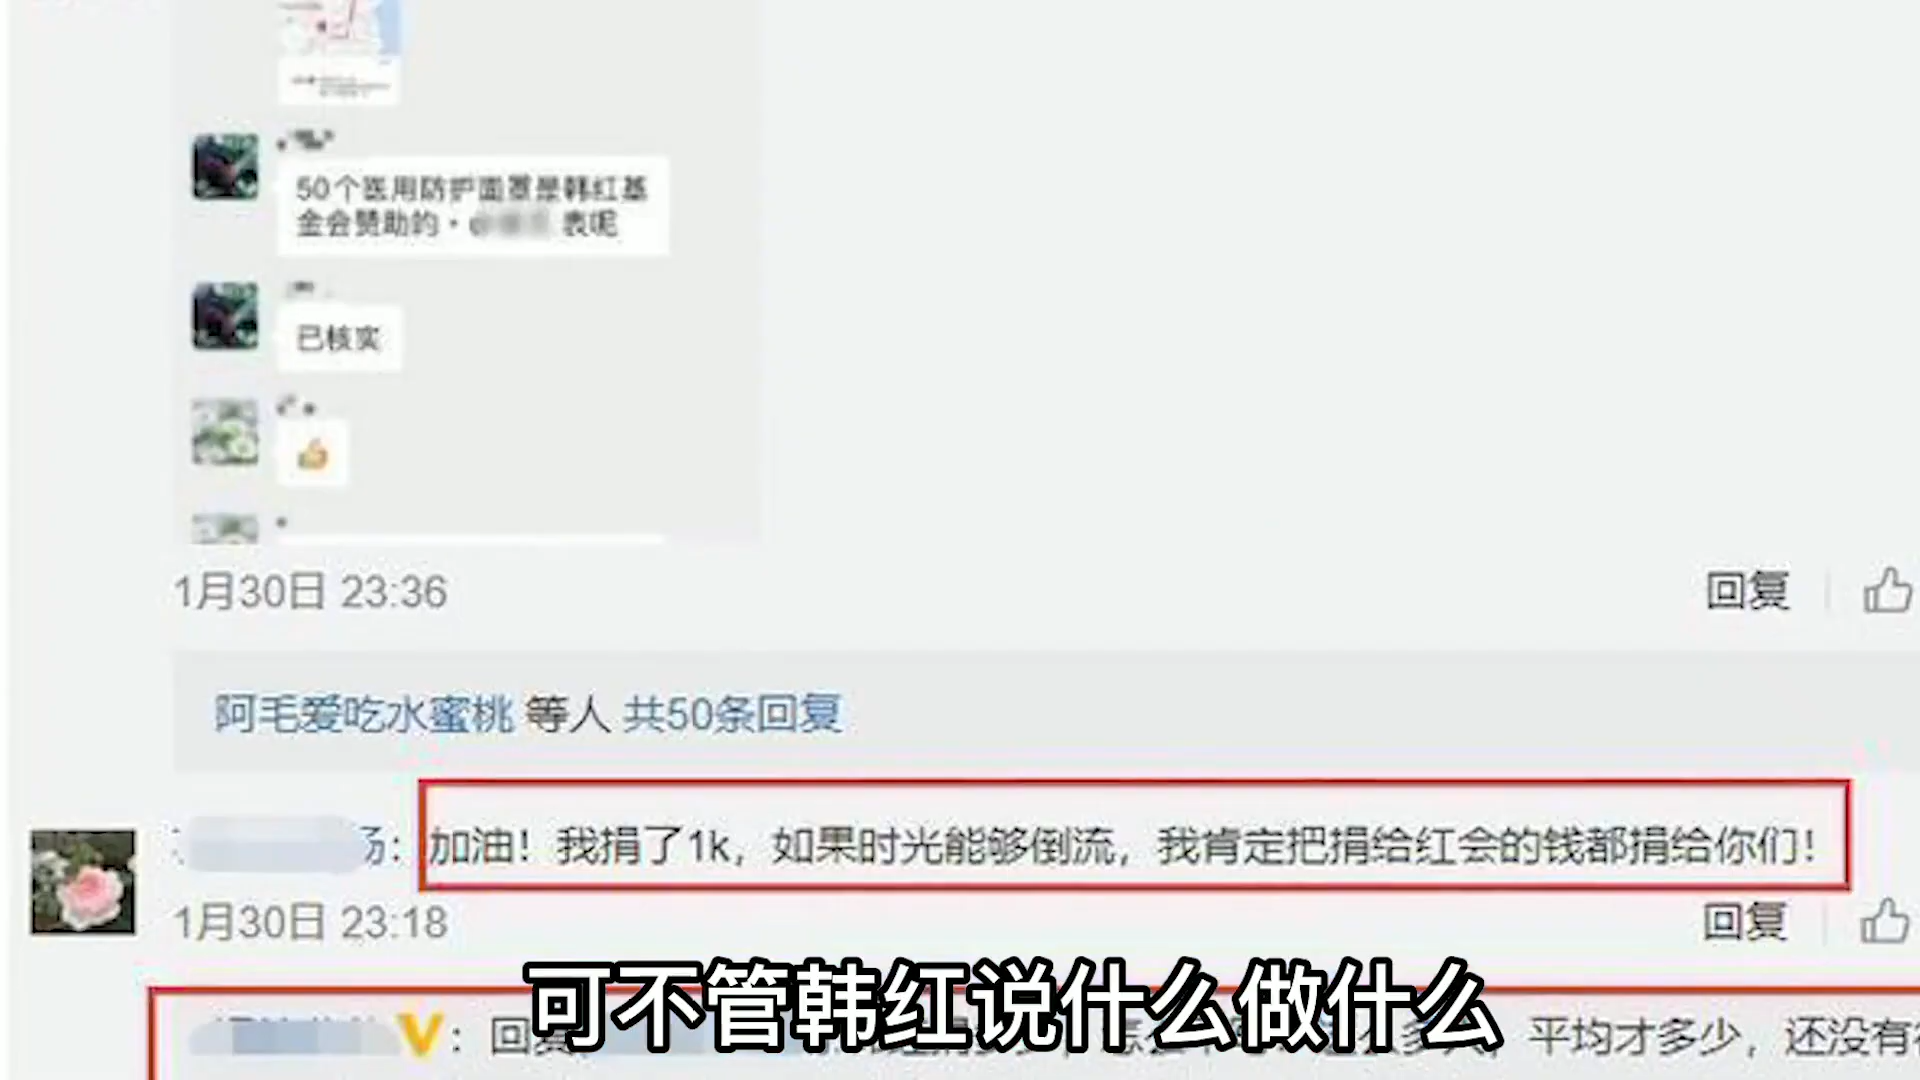 50个医用防护面罩是韩红基
金会赞助的· 表呢
已核实
1月30日 23:36 回复
阿毛爱吃水蜜桃 等人 共50条回复
汤：加油！我捐了1k，如果时光能够倒流，我肯定把捐给红会的钱都捐给你们！
1月30日 23:18 回复
：回复 平均才多少，还没有
可不管韩红说什么做什么